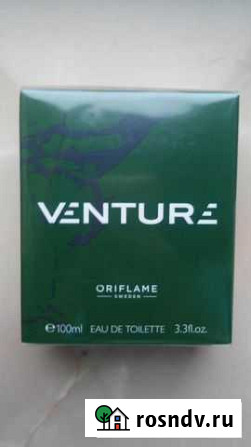 VENTURE
ORIFLAME
SWEDEN
℮100ml EAU DE TOILETTE 3.3fl.oz.
rosndv.ru